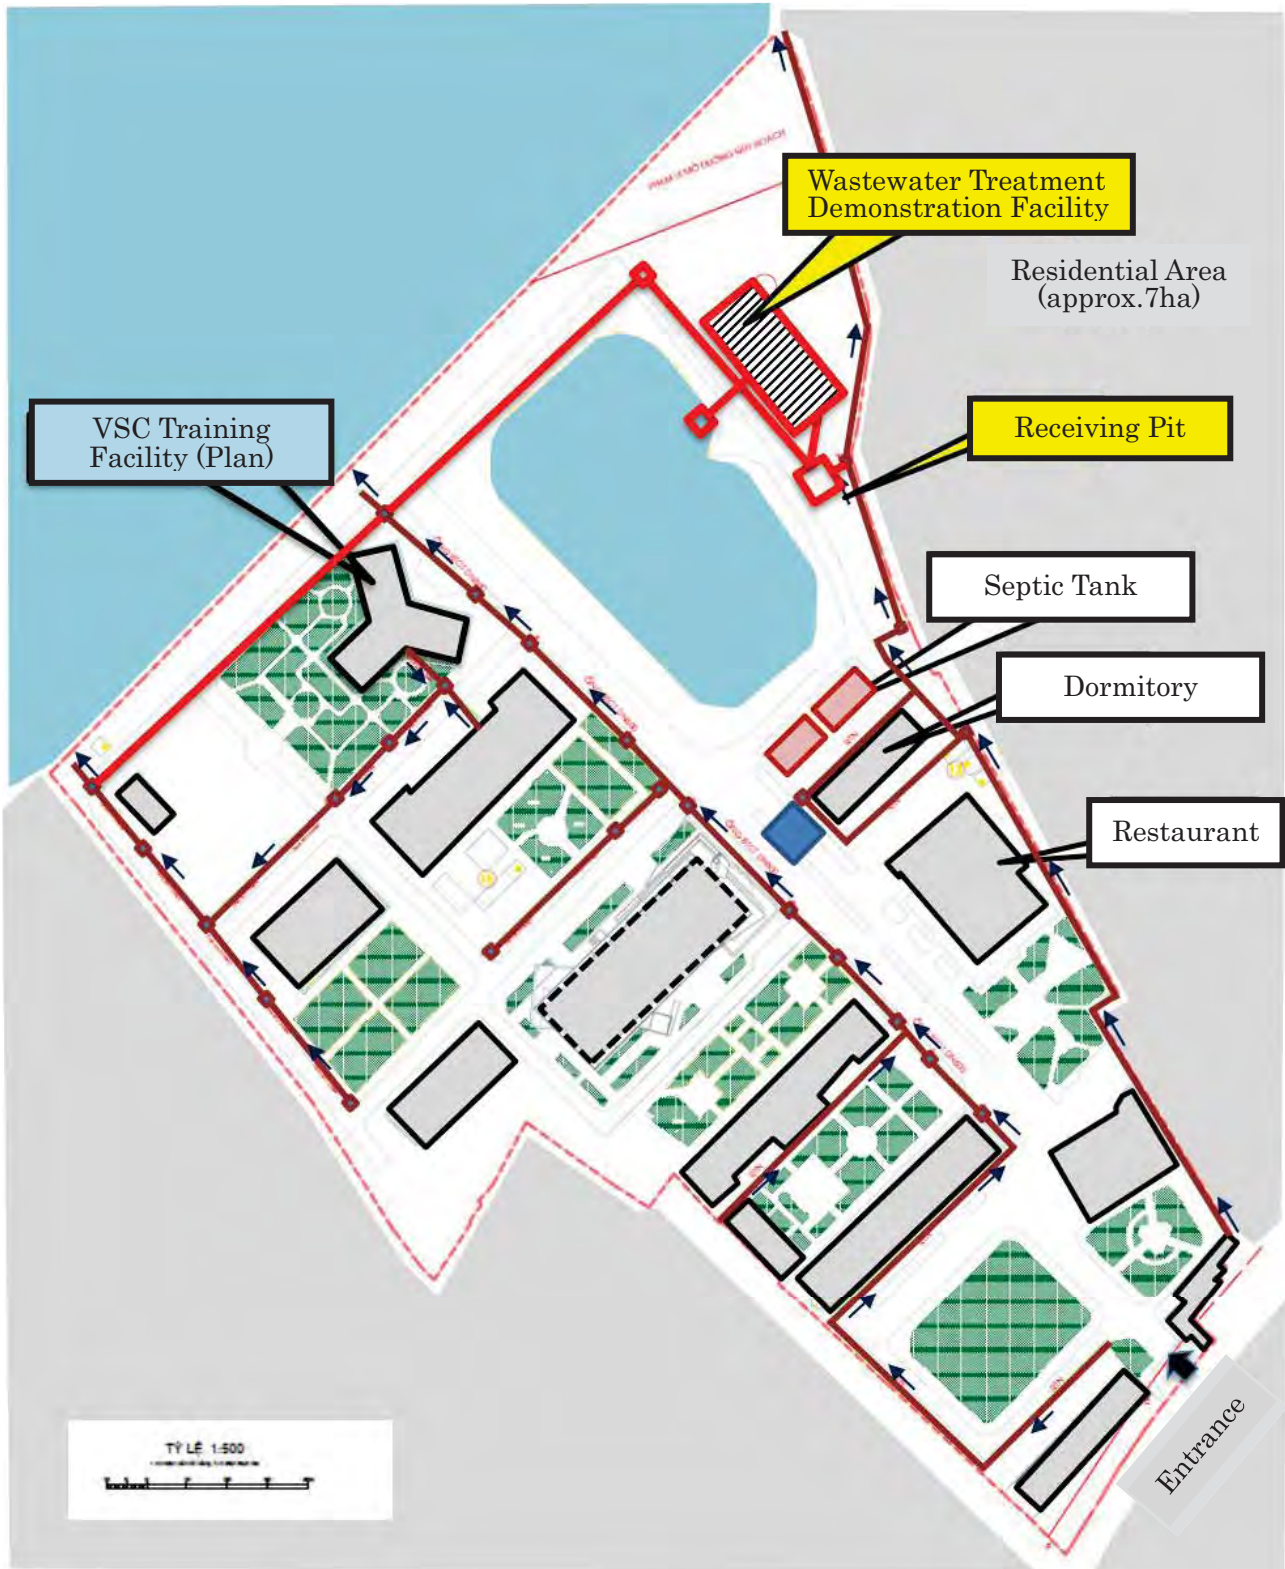 Wastewater Treatment
Demonstration Facility
Residential Area
(approx.7ha)
VSC Training
Facility (Plan)
Receiving Pit
Septic Tank
Dormitory
Restaurant
TỶ LỆ 1:500
Entrance